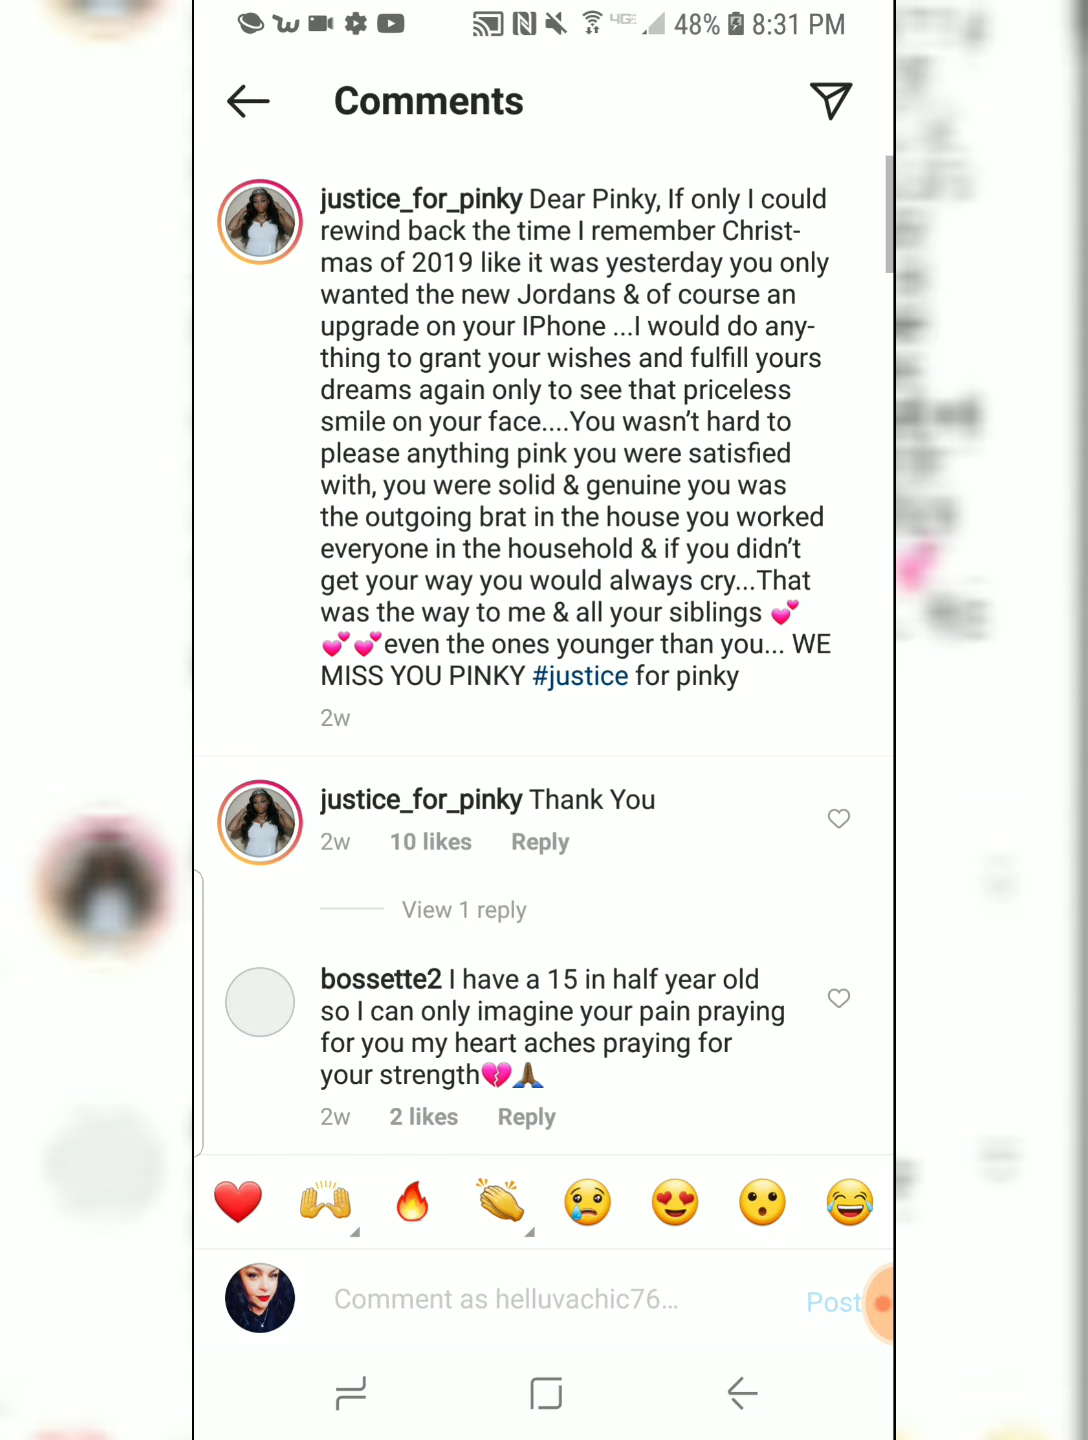 48% 8:31 PM
Comments
justice_for_pinky Dear Pinky, If only I could
rewind back the time I remember Christ-
mas of 2019 like it was yesterday you only
wanted the new Jordans & of course an
upgrade on your IPhone ...I would do any-
thing to grant your wishes and fulfill yours
dreams again only to see that priceless
smile on your face....You wasn’t hard to
please anything pink you were satisfied
with, you were solid & genuine you was
the outgoing brat in the house you worked
everyone in the household & if you didn’t
get your way you would always cry...That
was the way to me & all your siblings 💕
💕💕even the ones younger than you... WE
MISS YOU PINKY #justice for pinky
2w
justice_for_pinky Thank You
2w 10 likes Reply
View 1 reply
bossette2 I have a 15 in half year old
so I can only imagine your pain praying
for you my heart aches praying for
your strength💔🙏🏾
2w 2 likes Reply
Comment as helluvachic76...
Post